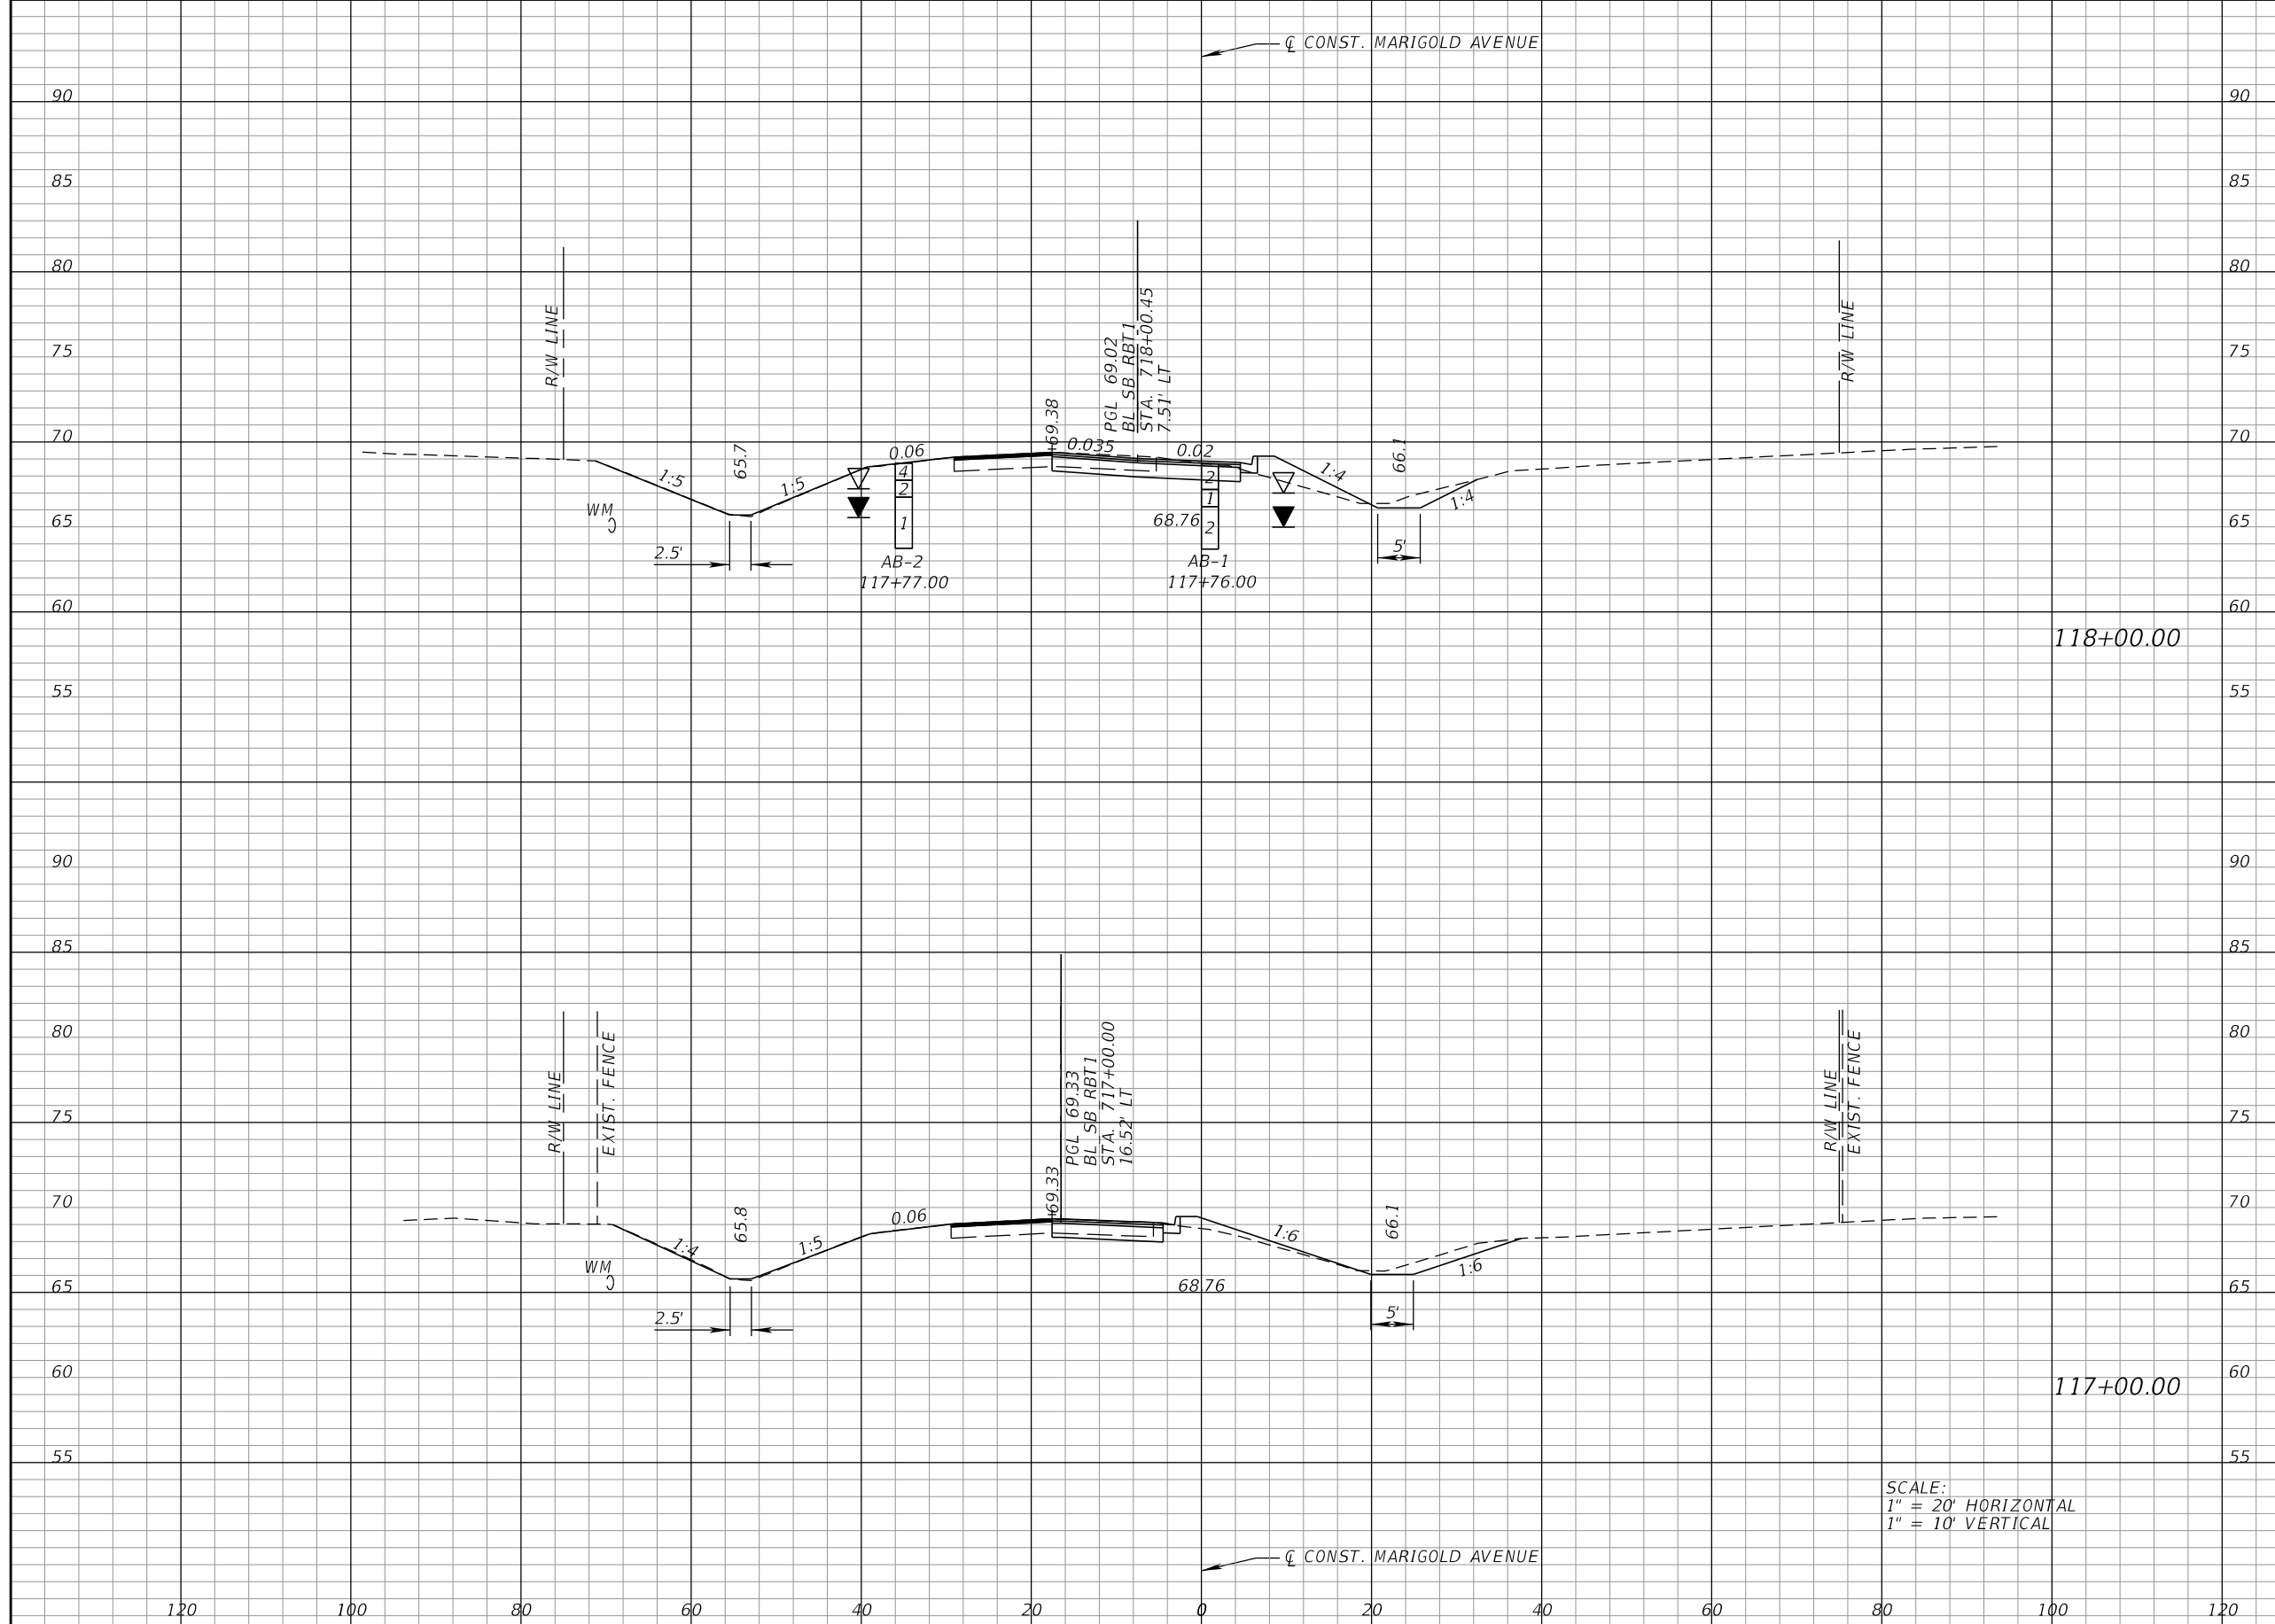 ℄ CONST. MARIGOLD AVENUE
90 90
85 85
80 80
R/W LINE
PGL 69.02
BL SB RBT1
STA. 718+00.45
7.51' LT
R/W LINE
75 75
70 70
69.38
0.06
0.035
0.02
1:5
65.7
1:5
4
2
1
2
1
2
1:4
66.1
1:4
WM
65 65
68.76
2.5'
5'
AB-2
117+77.00
AB-1
117+76.00
60 60
118+00.00
55 55
90 90
85 85
80 80
R/W LINE
EXIST. FENCE
PGL 69.33
BL SB RBT1
STA. 717+00.00
16.52' LT
R/W LINE
EXIST. FENCE
75 75
70 70
69.33
0.06
1:4
65.8
1:5
1:6
66.1
1:6
WM
65 65
68.76
2.5'
5'
60 60
117+00.00
55 55
SCALE:
1" = 20' HORIZONTAL
1" = 10' VERTICAL
℄ CONST. MARIGOLD AVENUE
120 100 80 60 40 20 0 20 40 60 80 100 120